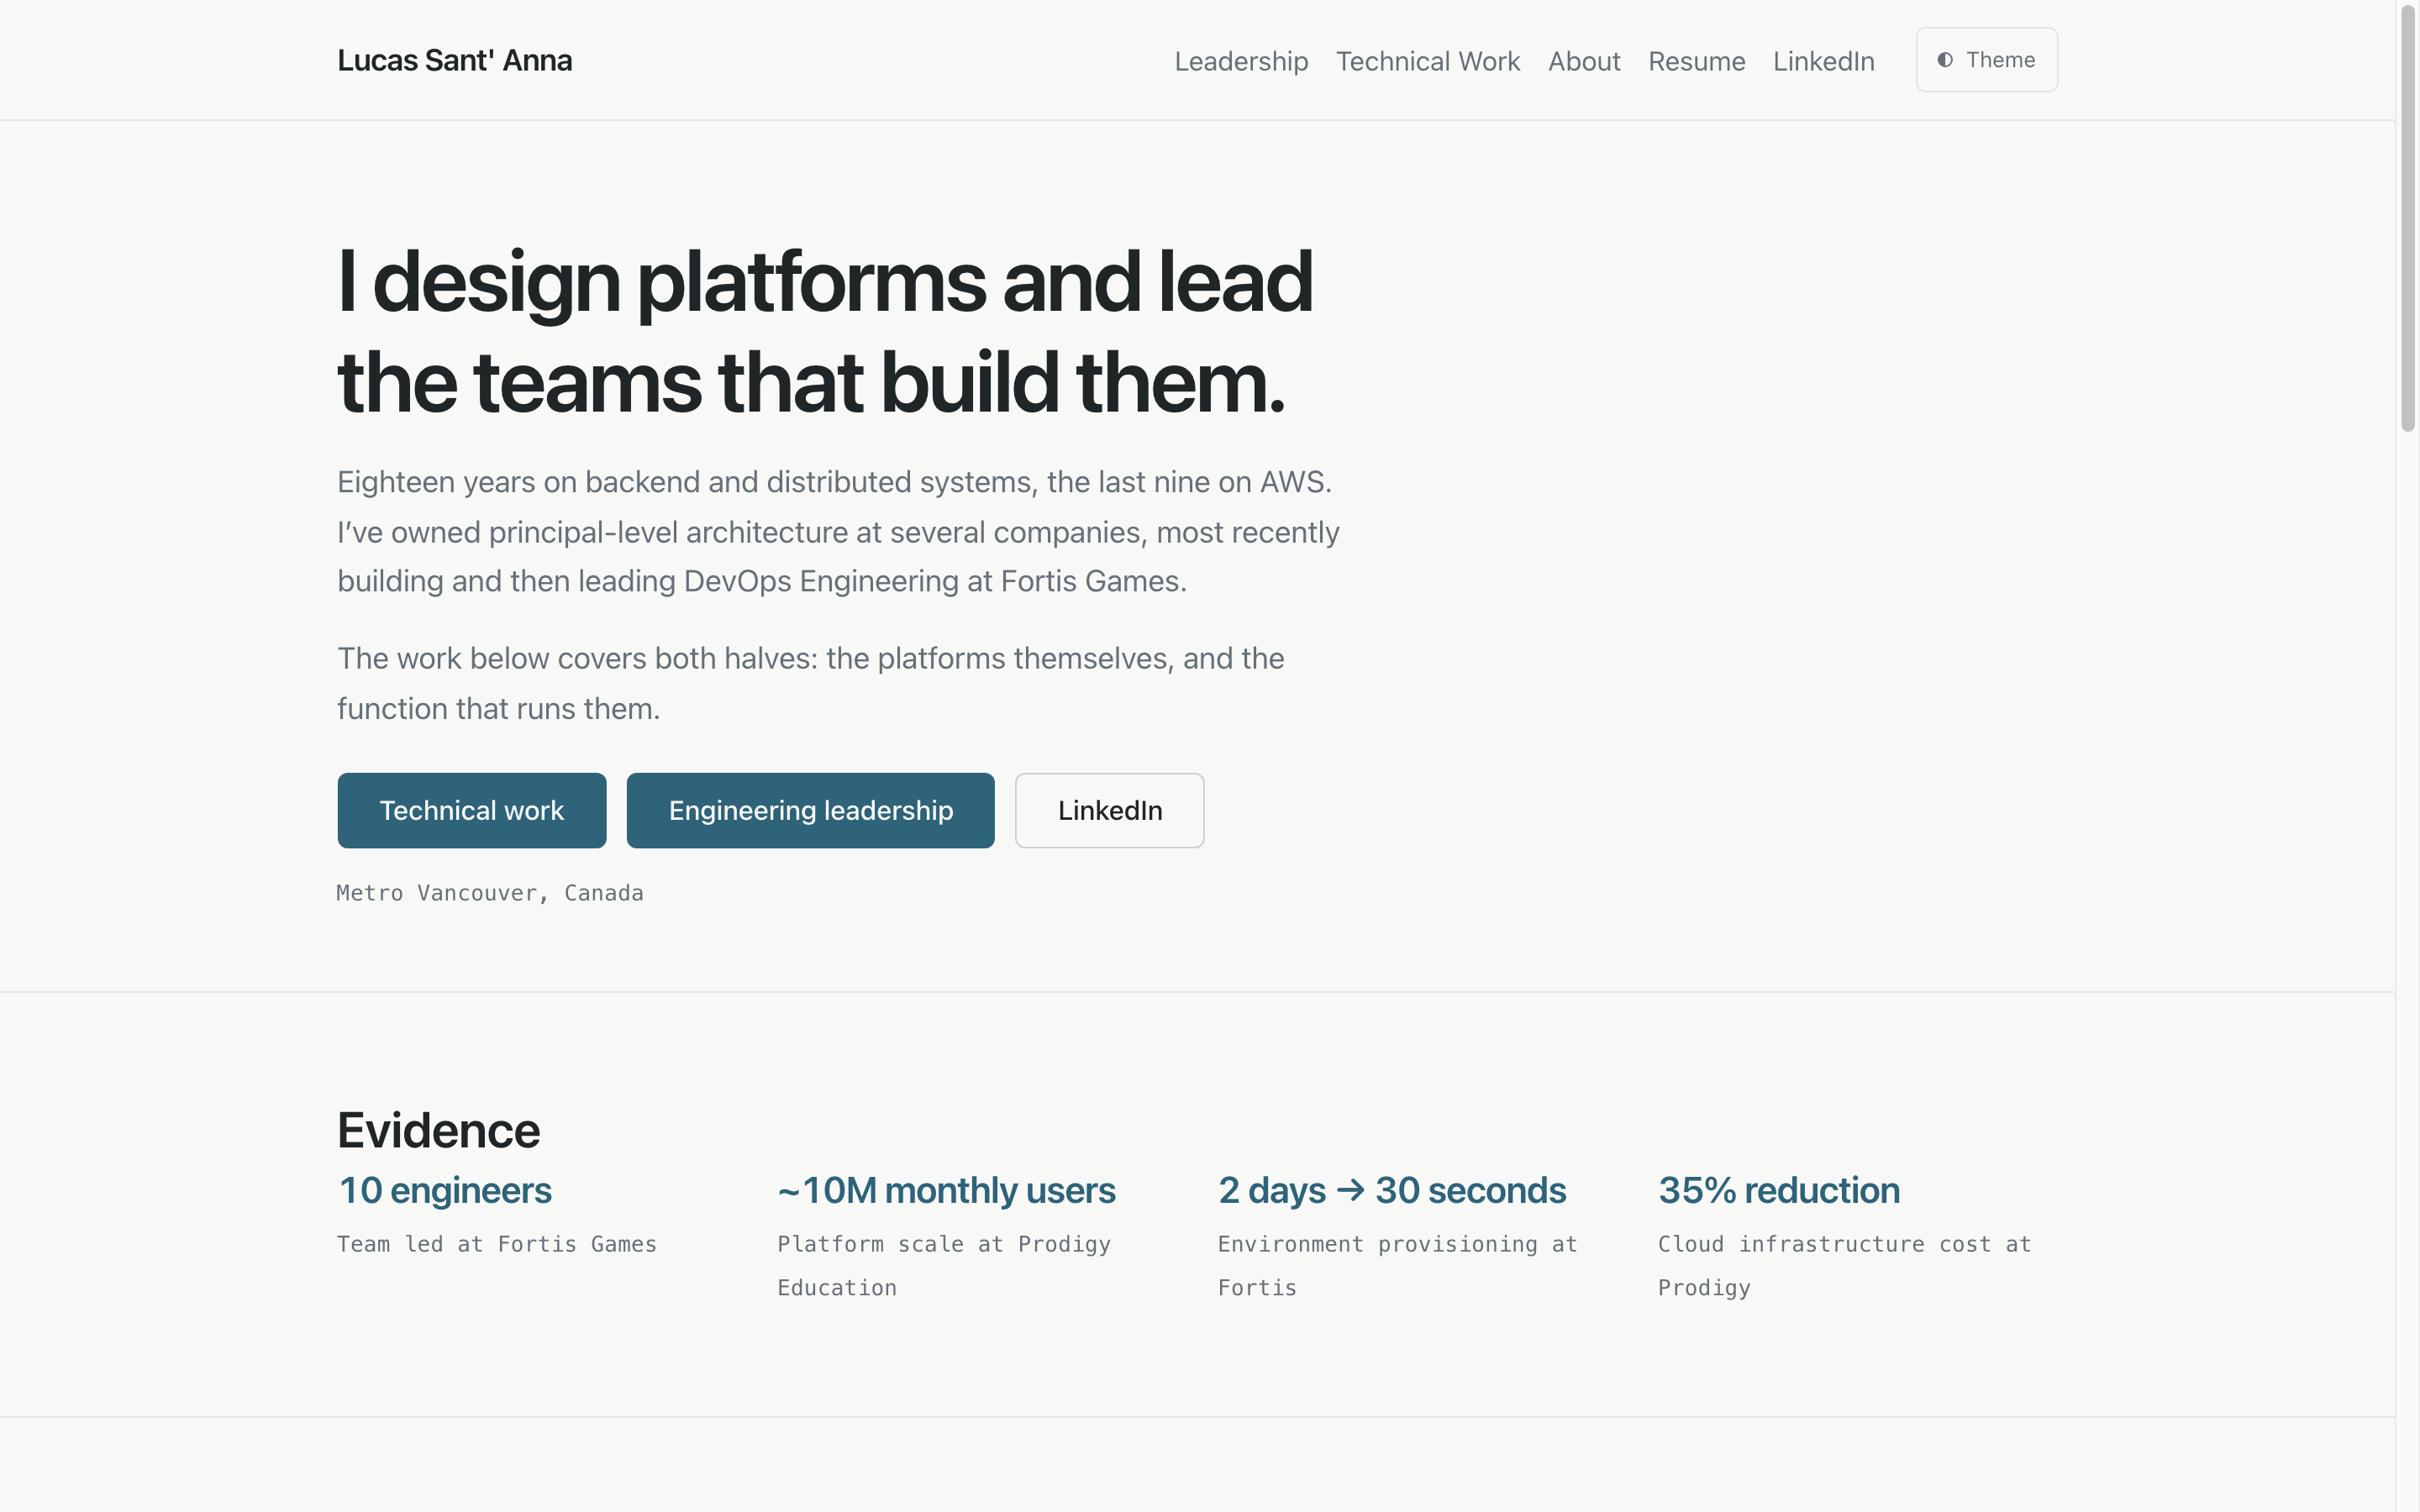 Lucas Sant' Anna
Leadership Technical Work About Resume LinkedIn Theme
I design platforms and lead
the teams that build them.
Eighteen years on backend and distributed systems, the last nine on AWS.
I’ve owned principal-level architecture at several companies, most recently
building and then leading DevOps Engineering at Fortis Games.
The work below covers both halves: the platforms themselves, and the
function that runs them.
Technical work Engineering leadership LinkedIn
Metro Vancouver, Canada
Evidence
10 engineers
Team led at Fortis Games
~10M monthly users
Platform scale at Prodigy
Education
2 days → 30 seconds
Environment provisioning at
Fortis
35% reduction
Cloud infrastructure cost at
Prodigy